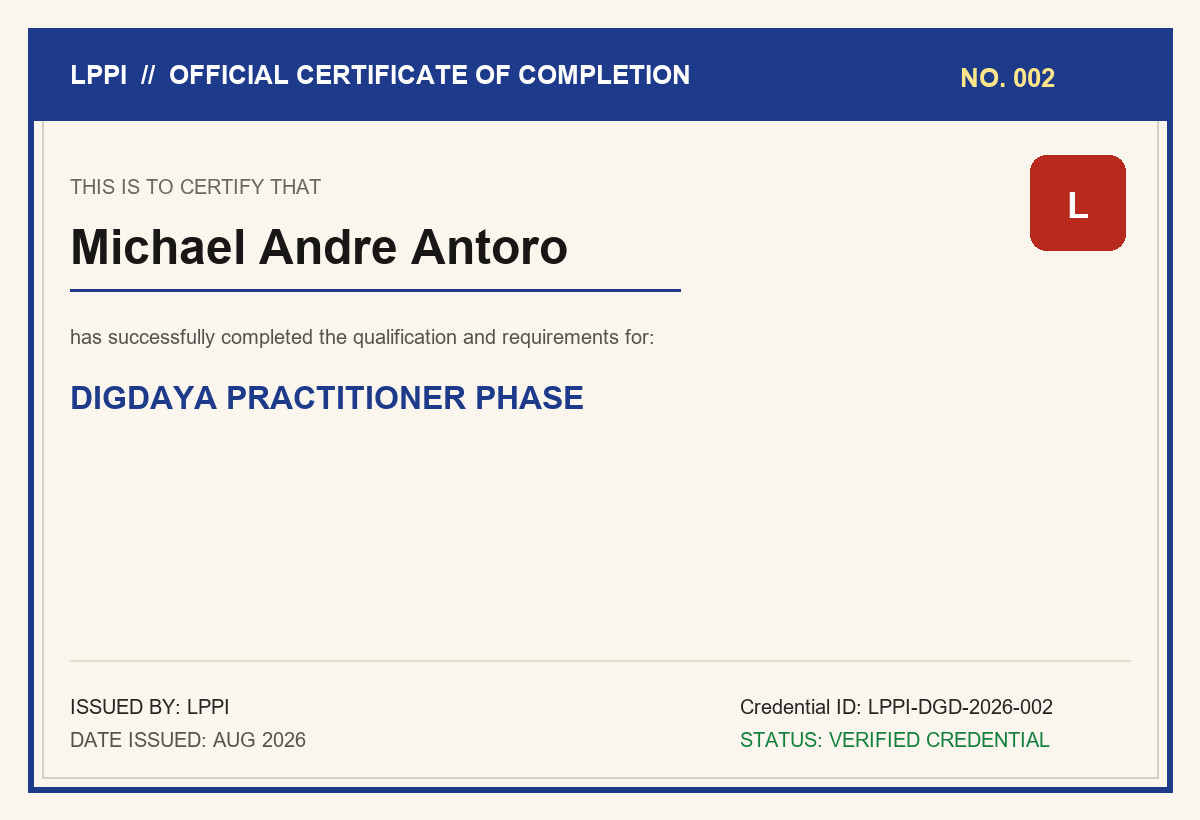 LPPI // OFFICIAL CERTIFICATE OF COMPLETION
NO. 002
THIS IS TO CERTIFY THAT
L
Michael Andre Antoro
has successfully completed the qualification and requirements for:
DIGDAYA PRACTITIONER PHASE
ISSUED BY: LPPI
Credential ID: LPPI-DGD-2026-002
DATE ISSUED: AUG 2026
STATUS: VERIFIED CREDENTIAL